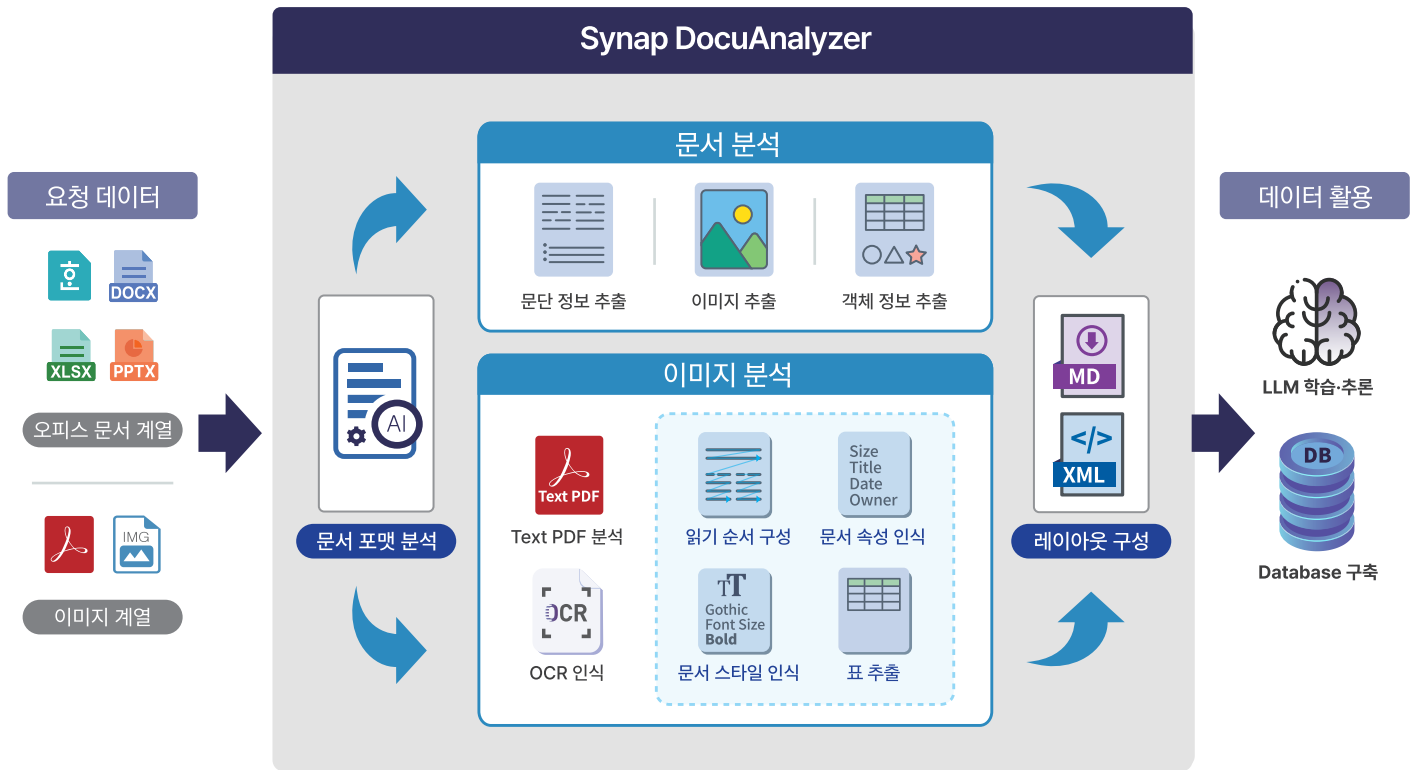 Synap DocuAnalyzer
요청 데이터
호
DOCX
XLSX
PPTX
오피스 문서 계열
IMG
이미지 계열
AI
문서 포맷 분석
문서 분석
문단 정보 추출
이미지 추출
객체 정보 추출
이미지 분석
Text PDF
Text PDF 분석
OCR
OCR 인식
읽기 순서 구성
Size
Title
Date
Owner
문서 속성 인식
TT
Gothic
Font Size
Bold
문서 스타일 인식
표 추출
MD
</>
XML
레이아웃 구성
데이터 활용
LLM 학습·추론
DB
Database 구축